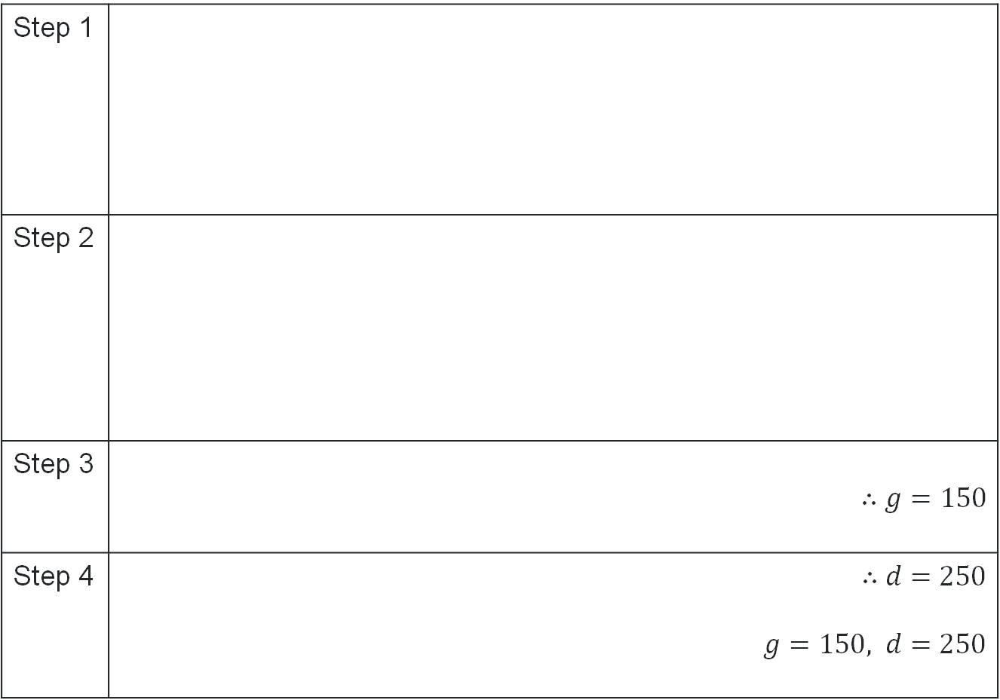 Step 1
Step 2
Step 3
∴ g = 150
Step 4
∴ d = 250
g = 150, d = 250